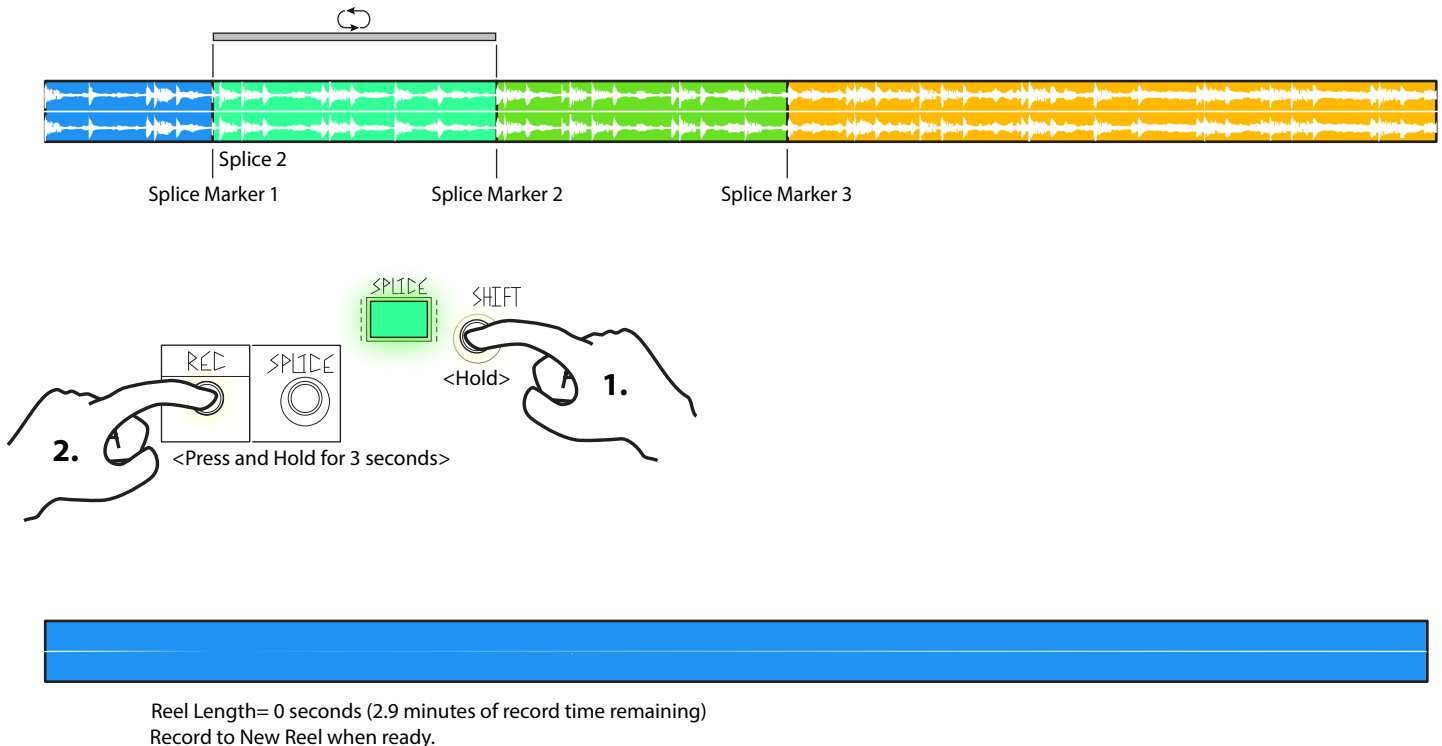 Splice 2
Splice Marker 1
Splice Marker 2
Splice Marker 3
SPLICE
SHIFT
REC
SPLICE
<Hold>
1.
2.
<Press and Hold for 3 seconds>
Reel Length= 0 seconds (2.9 minutes of record time remaining)
Record to New Reel when ready.